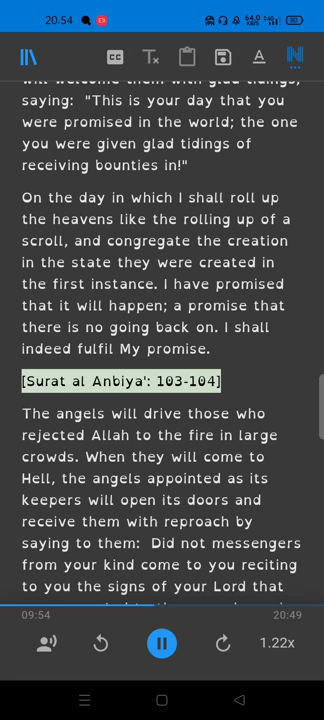 20.54
64.0 KB/S
80
CC
will welcome them with glad tidings,
saying: "This is your day that you
were promised in the world; the one
you were given glad tidings of
receiving bounties in!"
On the day in which I shall roll up
the heavens like the rolling up of a
scroll, and congregate the creation
in the state they were created in
the first instance. I have promised
that it will happen; a promise that
there is no going back on. I shall
indeed fulfil My promise.
[Surat al Anbiya': 103-104]
The angels will drive those who
rejected Allah to the fire in large
crowds. When they will come to
Hell, the angels appointed as its
keepers will open its doors and
receive them with reproach by
saying to them: Did not messengers
from your kind come to you reciting
to you the signs of your Lord that
09:54
20:49
1.22x